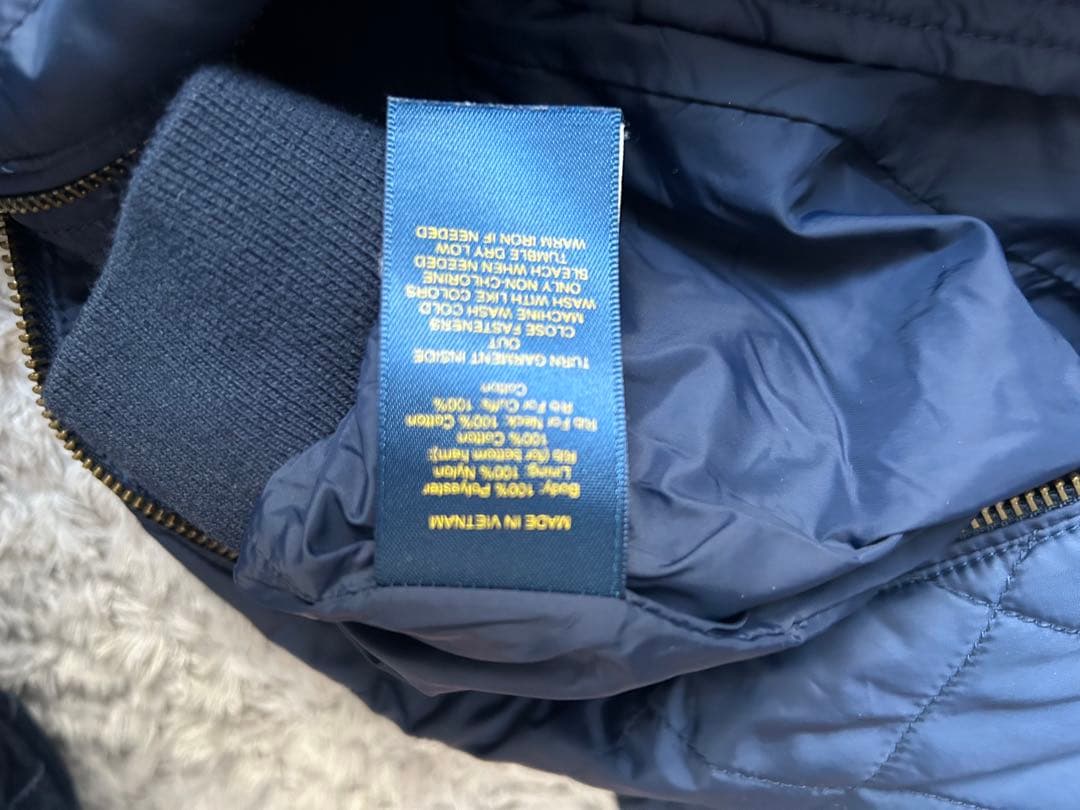 MADE IN VIETNAM
Body: 100% Polyester
Lining: 100% Nylon
Rib (for bottom hem):
100% Cotton
Rib For Neck: 100% Cotton
Rib For Cuffs: 100%
Cotton
TURN GARMENT INSIDE
OUT
CLOSE FASTENERS
MACHINE WASH COLD
WASH WITH LIKE COLORS
ONLY NON-CHLORINE
BLEACH WHEN NEEDED
TUMBLE DRY LOW
WARM IRON IF NEEDED